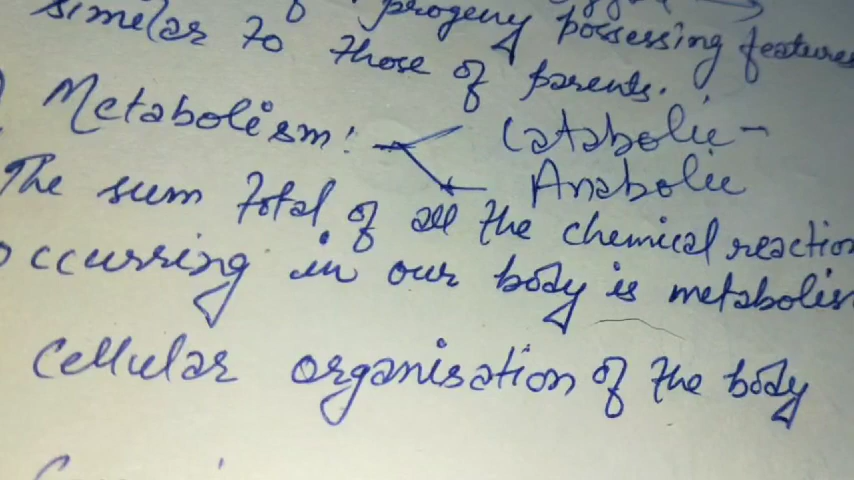 progeny possessing features
similar to those of parents.
Metabolism: Catabolic -
Anabolic
The sum total of all the chemical reaction
occurring in our body is metabolism
Cellular organisation of the body